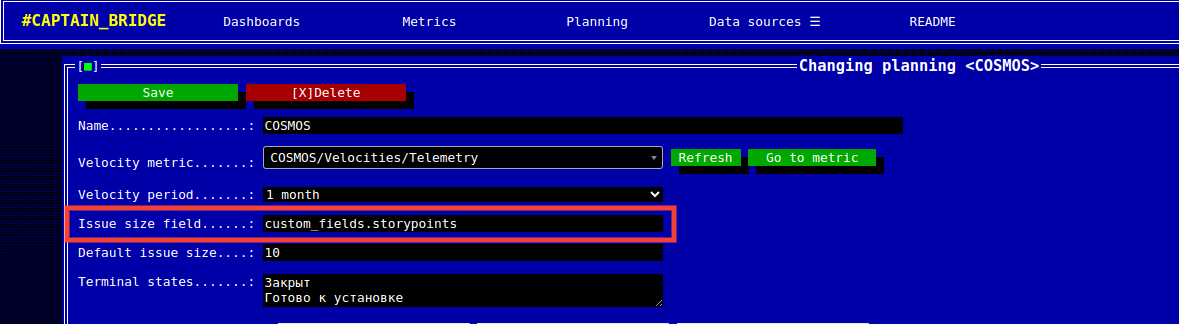 #CAPTAIN_BRIDGE Dashboards Metrics Planning Data sources ☰ README
[■] Changing planning <COSMOS>
Save [X]Delete
Name..................: COSMOS
Velocity metric.......: COSMOS/Velocities/Telemetry Refresh Go to metric
Velocity period.......: 1 month
Issue size field......: custom_fields.storypoints
Default issue size....: 10
Terminal states.......: Закрыт
Готово к установке